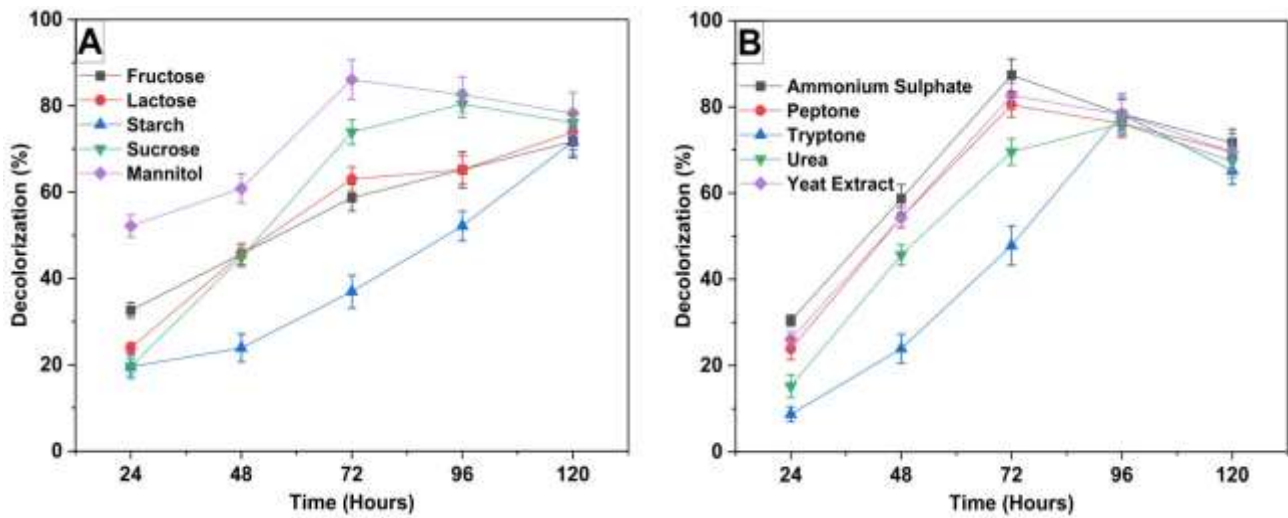 A
Fructose
Lactose
Starch
Sucrose
Mannitol
Decolorization (%)
100
80
60
40
20
0
24 48 72 96 120
Time (Hours)
B
Ammonium Sulphate
Peptone
Tryptone
Urea
Yeat Extract
Decolorization (%)
100
80
60
40
20
0
24 48 72 96 120
Time (Hours)